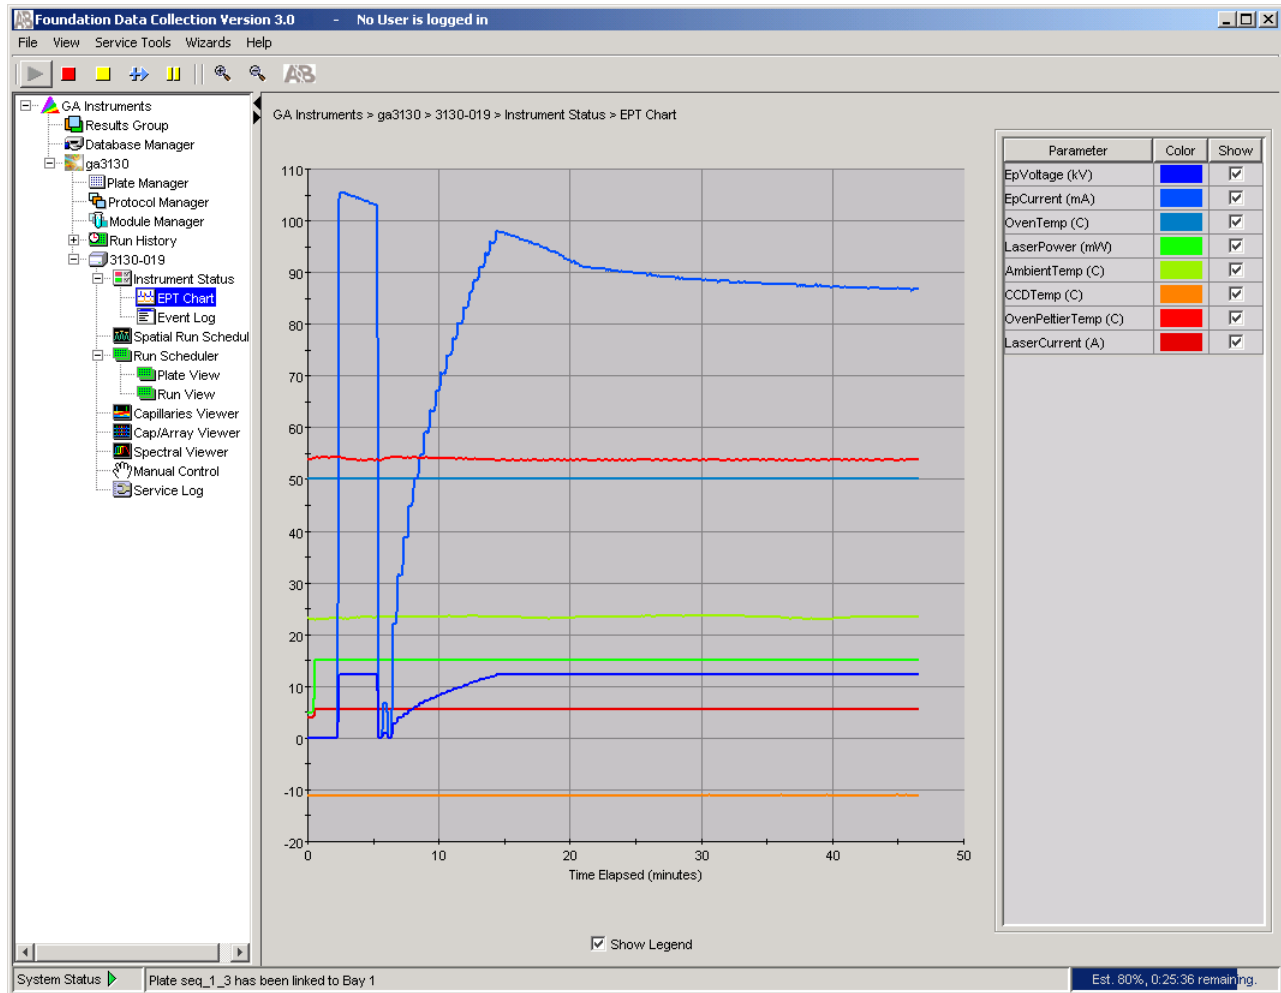 Foundation Data Collection Version 3.0 - No User is logged in
File View Service Tools Wizards Help
AB
GA Instruments
Results Group
Database Manager
ga3130
Plate Manager
Protocol Manager
Module Manager
Run History
3130-019
Instrument Status
EPT Chart
Event Log
Spatial Run Schedul
Run Scheduler
Plate View
Run View
Capillaries Viewer
Cap/Array Viewer
Spectral Viewer
Manual Control
Service Log
GA Instruments > ga3130 > 3130-019 > Instrument Status > EPT Chart
110
100
90
80
70
60
50
40
30
20
10
0
-10
-20
0 10 20 30 40 50
Time Elapsed (minutes)
Show Legend
Parameter Color Show
EpVoltage (kV)
EpCurrent (mA)
OvenTemp (C)
LaserPower (mW)
AmbientTemp (C)
CCDTemp (C)
OvenPeltierTemp (C)
LaserCurrent (A)
System Status Plate seq_1_3 has been linked to Bay 1 Est. 80%, 0:25:36 remaining.